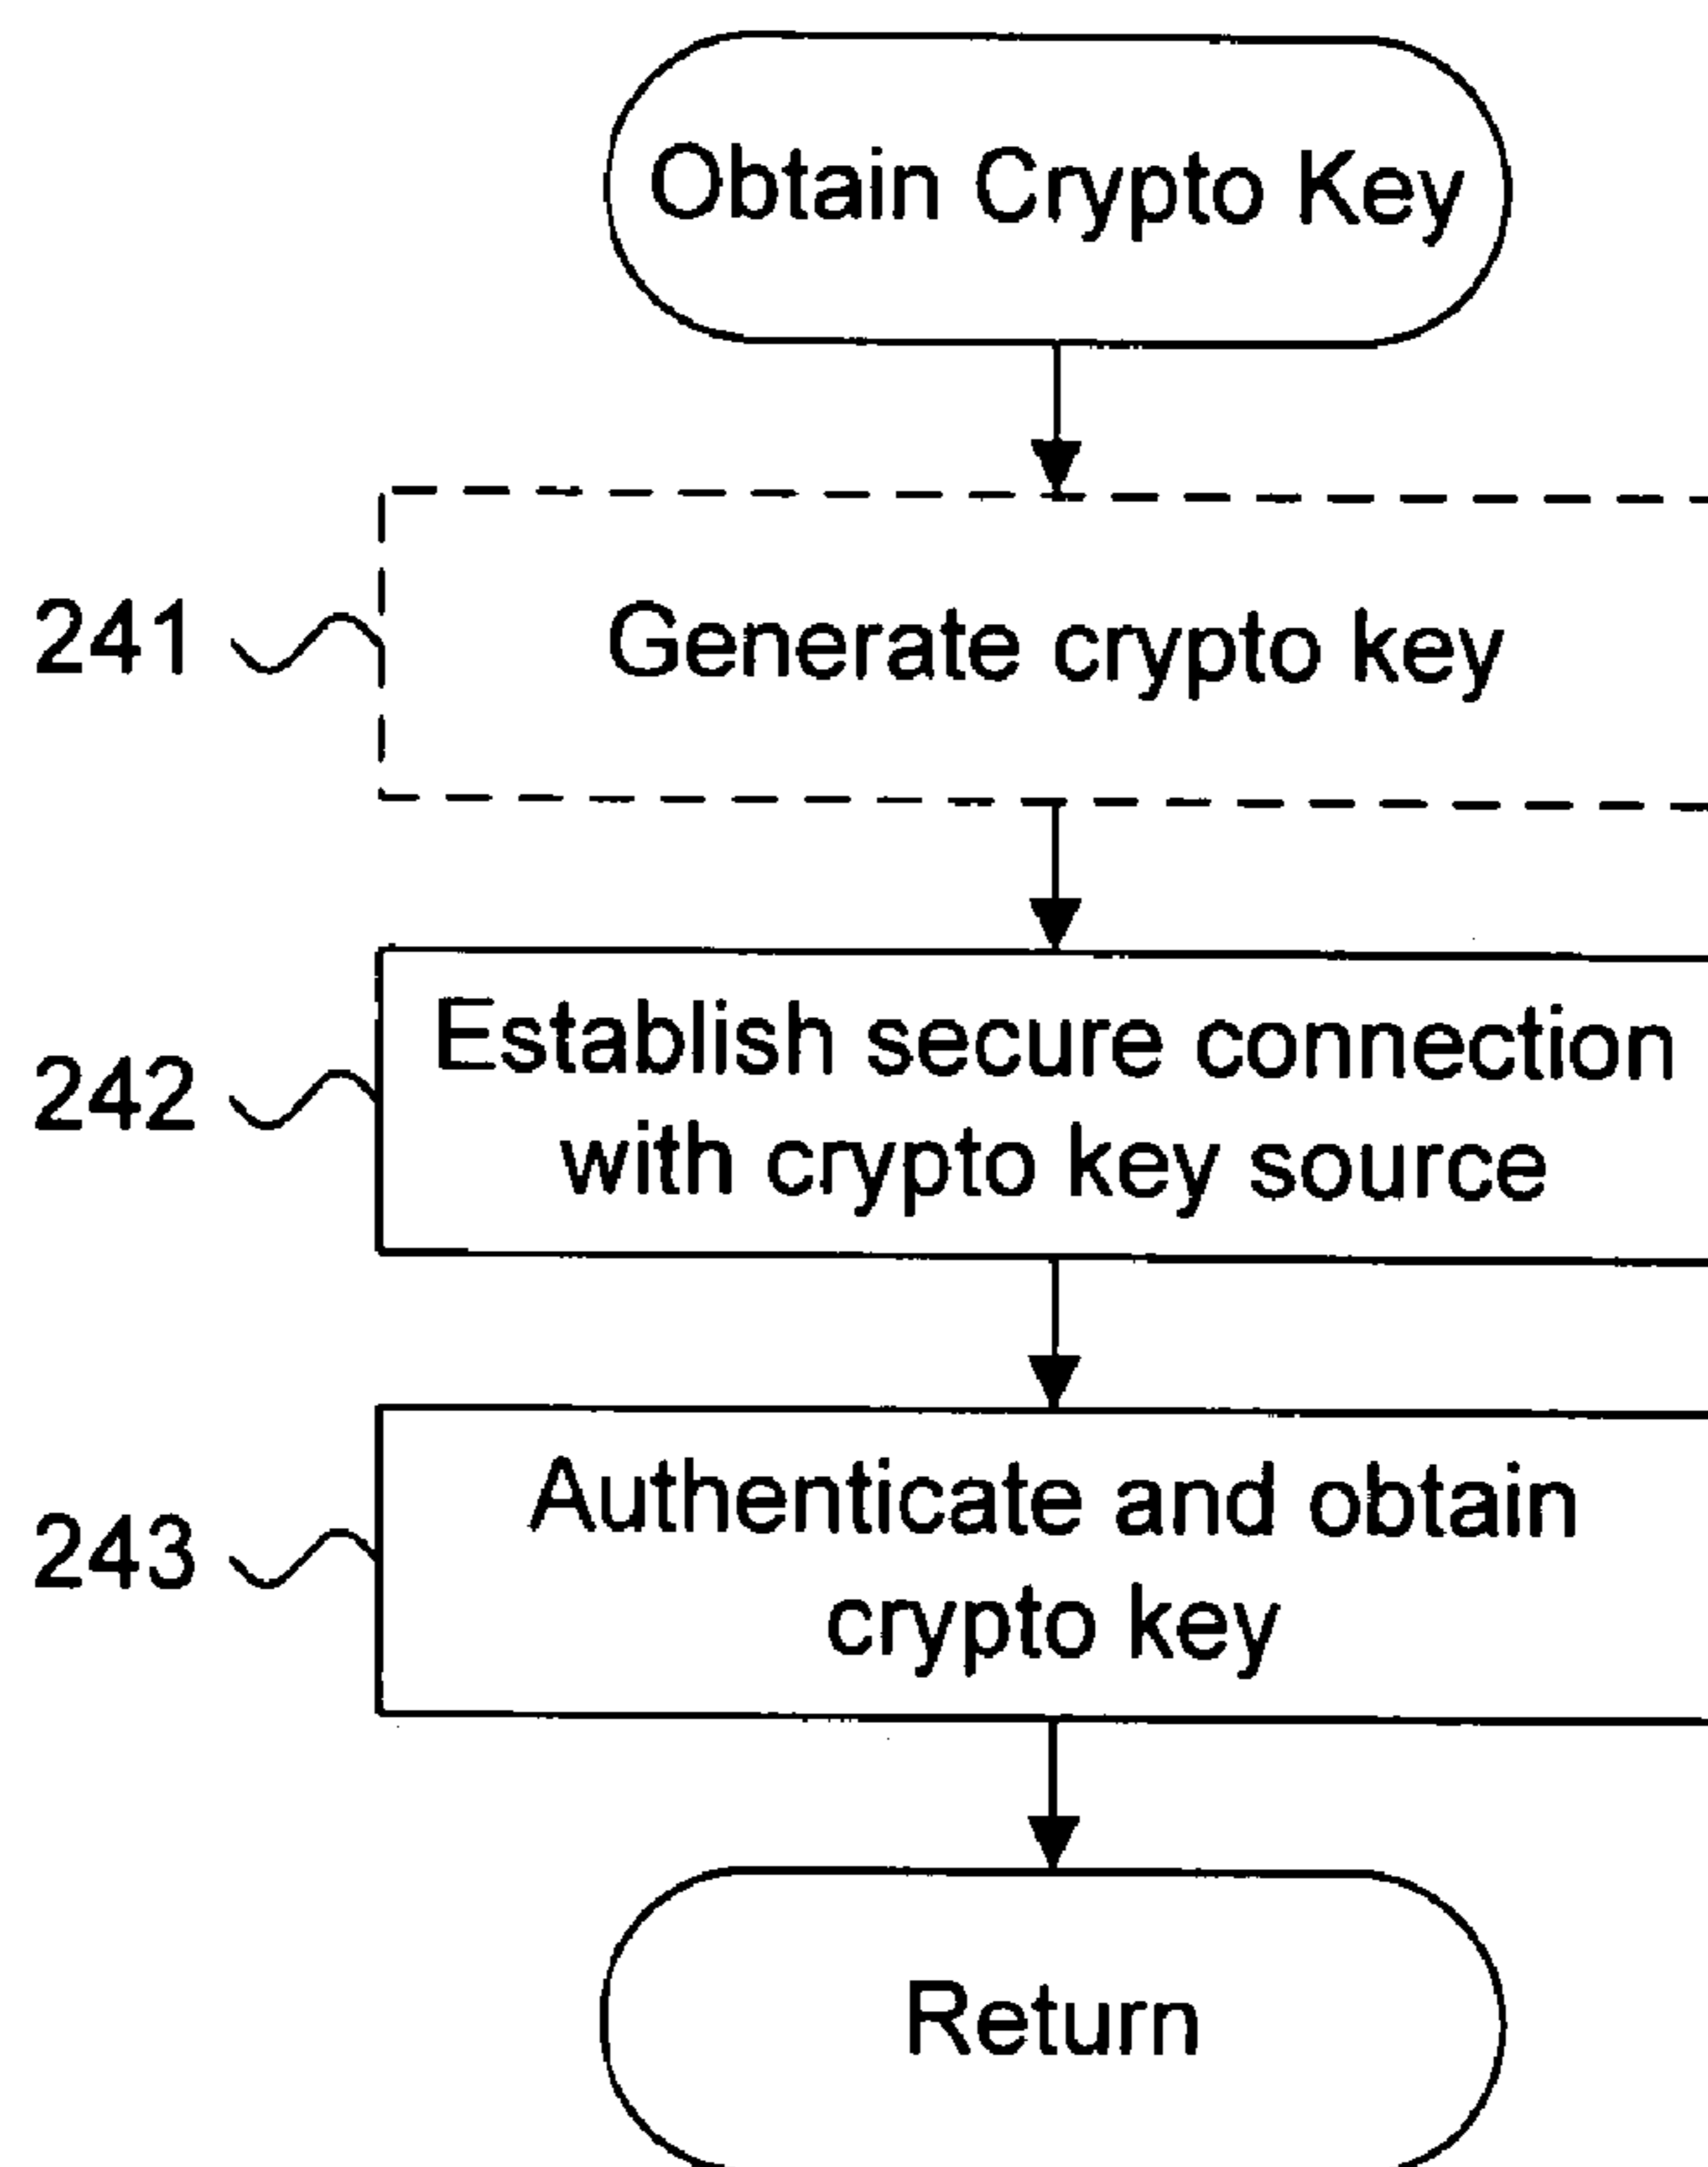 Obtain Crypto Key
241
Generate crypto key
242
Establish secure connection
with crypto key source
243
Authenticate and obtain
crypto key
Return